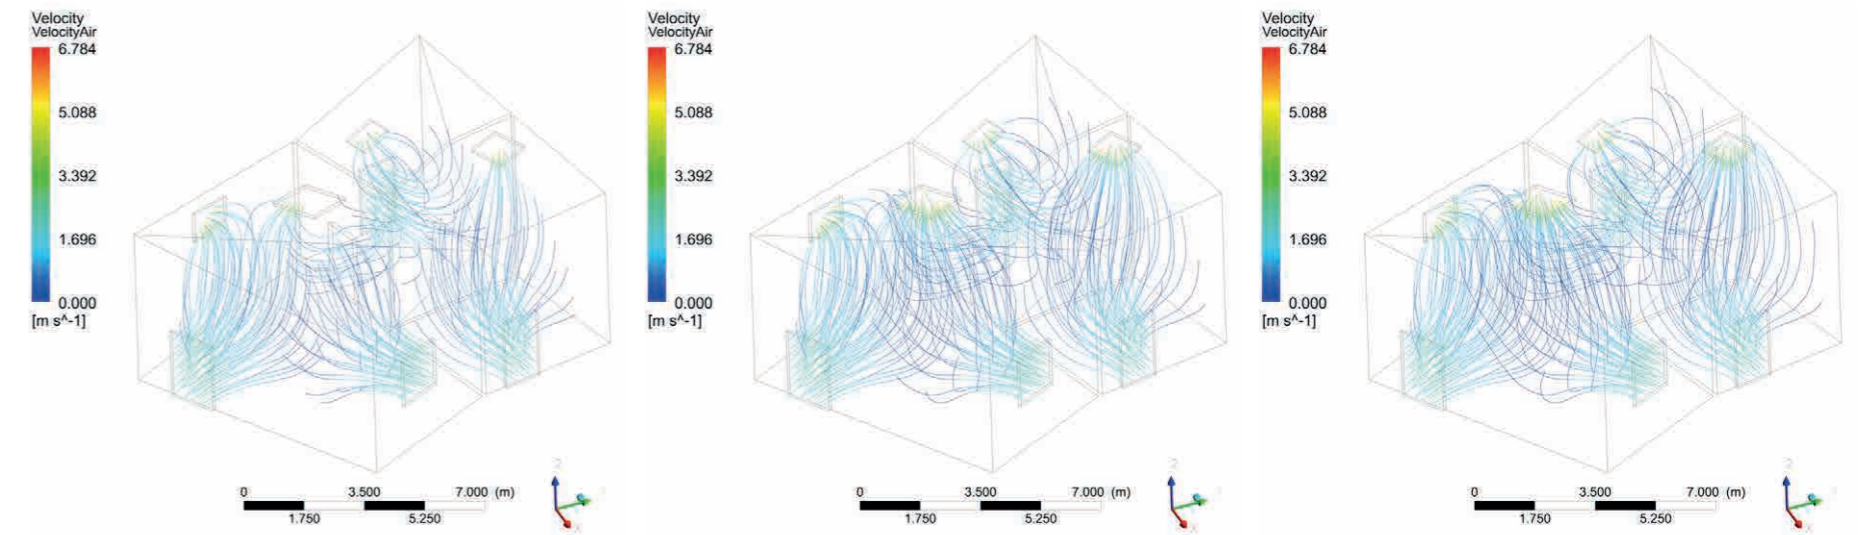 Velocity
VelocityAir
6.784
5.088
3.392
1.696
0.000
[m s^-1]
0 3.500 7.000 (m)
1.750 5.250
Z
X
Velocity
VelocityAir
6.784
5.088
3.392
1.696
0.000
[m s^-1]
0 3.500 7.000 (m)
1.750 5.250
Z
X
Velocity
VelocityAir
6.784
5.088
3.392
1.696
0.000
[m s^-1]
0 3.500 7.000 (m)
1.750 5.250
Z
X